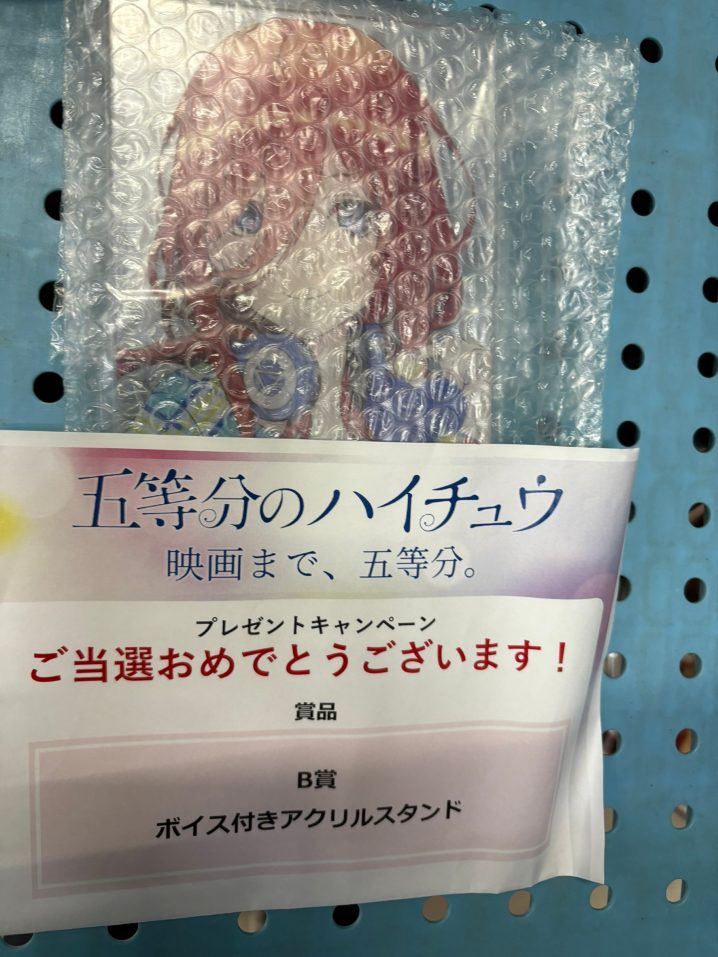 五等分のハイチュウ
映画まで、五等分。
プレゼントキャンペーン
ご当選おめでとうございます！
賞品
B賞
ボイス付きアクリルスタンド